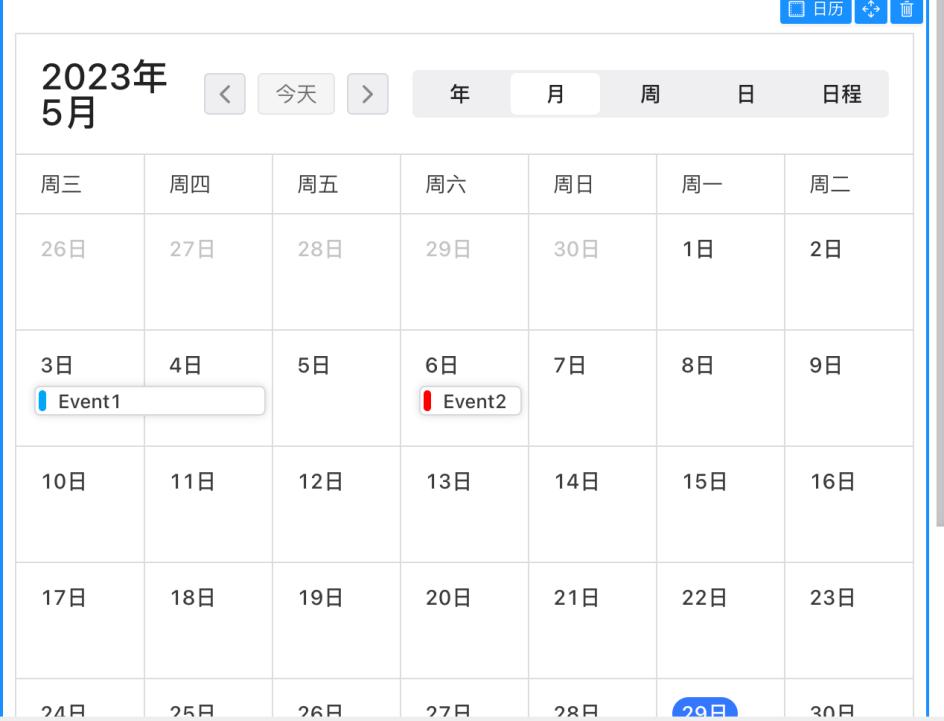 日历
2023年
5月
今天
年 月 周 日 日程
周三 周四 周五 周六 周日 周一 周二
26日 27日 28日 29日 30日 1日 2日
3日 4日 5日 6日 7日 8日 9日
Event1 Event2
10日 11日 12日 13日 14日 15日 16日
17日 18日 19日 20日 21日 22日 23日
24日 25日 26日 27日 28日 29日 30日